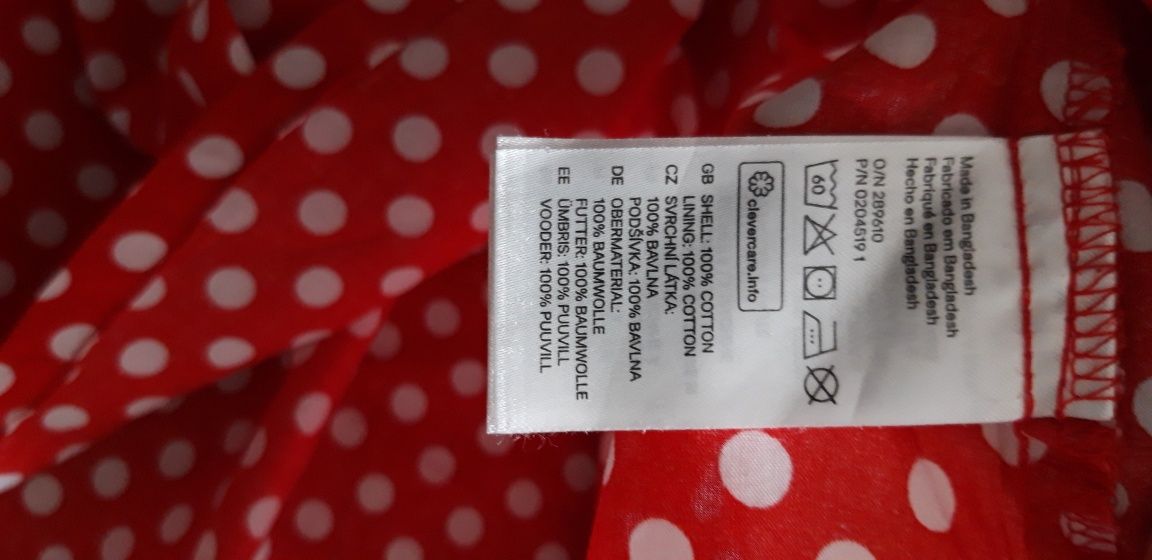 Made in Bangladesh
Fabricado em Bangladesh
Fabriqué en Bangladesh
Hecho en Bangladesh
O/N 289610
P/N 0204519 1
60
clevercare.info
GB SHELL: 100% COTTON
LINING: 100% COTTON
CZ SVRCHNÍ LÁTKA:
100% BAVLNA
PODŠÍVKA: 100% BAVLNA
DE OBERMATERIAL:
100% BAUMWOLLE
FUTTER: 100% BAUMWOLLE
EE ÜMBRIS: 100% PUUVILL
VOODER: 100% PUUVILL